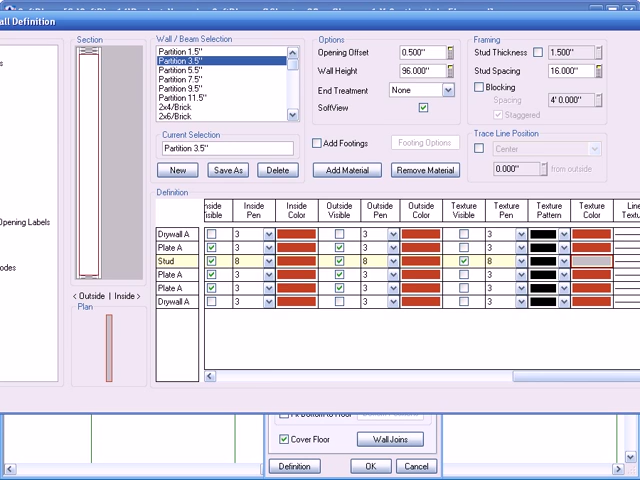 all Definition
Section
Wall / Beam Selection
Partition 1.5"
Partition 3.5"
Partition 5.5"
Partition 7.5"
Partition 9.5"
Partition 11.5"
2x4/Brick
2x6/Brick
Current Selection
Partition 3.5"
New Save As Delete
Options
Opening Offset 0.500"
Wall Height 96.000"
End Treatment None
SoftView
Add Footings Footing Options
Add Material Remove Material
Framing
Stud Thickness 1.500"
Stud Spacing 16.000"
Blocking
Spacing 4' 0.000"
Staggered
Trace Line Position
Center
0.000" from outside
Opening Labels
odes
< Outside | Inside >
Plan
Definition
nside Visible Inside Pen Inside Color Outside Visible Outside Pen Outside Color Texture Visible Texture Pen Texture Pattern Texture Color Line Textu
Drywall A 3 3 3
Plate A 3 3 3
Stud 8 8 8
Plate A 3 3 3
Plate A 3 3 3
Drywall A 3 3 3
Cover Floor Wall Joins
Definition OK Cancel